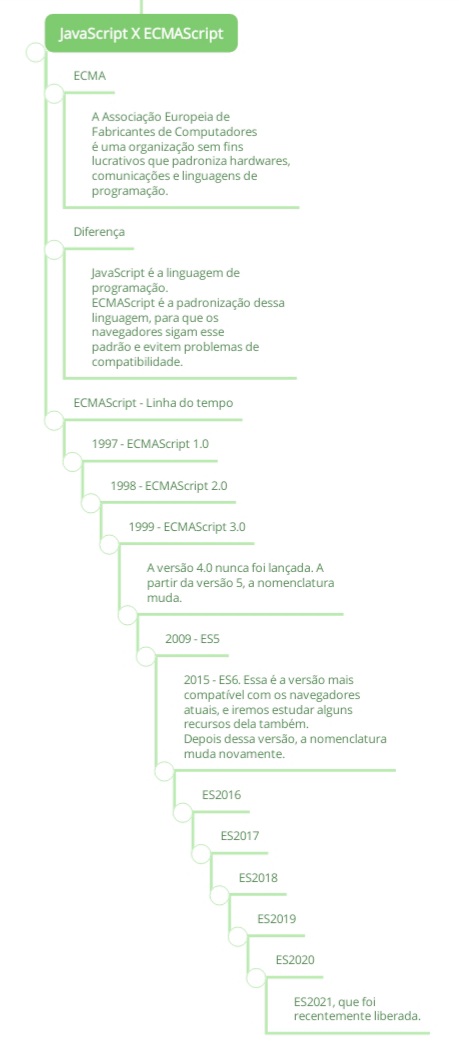 JavaScript X ECMAScript
ECMA
A Associação Europeia de
Fabricantes de Computadores
é uma organização sem fins
lucrativos que padroniza hardwares,
comunicações e linguagens de
programação.
Diferença
JavaScript é a linguagem de
programação.
ECMAScript é a padronização dessa
linguagem, para que os
navegadores sigam esse
padrão e evitem problemas de
compatibilidade.
ECMAScript - Linha do tempo
1997 - ECMAScript 1.0
1998 - ECMAScript 2.0
1999 - ECMAScript 3.0
A versão 4.0 nunca foi lançada. A
partir da versão 5, a nomenclatura
muda.
2009 - ES5
2015 - ES6. Essa é a versão mais
compatível com os navegadores
atuais, e iremos estudar alguns
recursos dela também.
Depois dessa versão, a nomenclatura
muda novamente.
ES2016
ES2017
ES2018
ES2019
ES2020
ES2021, que foi
recentemente liberada.